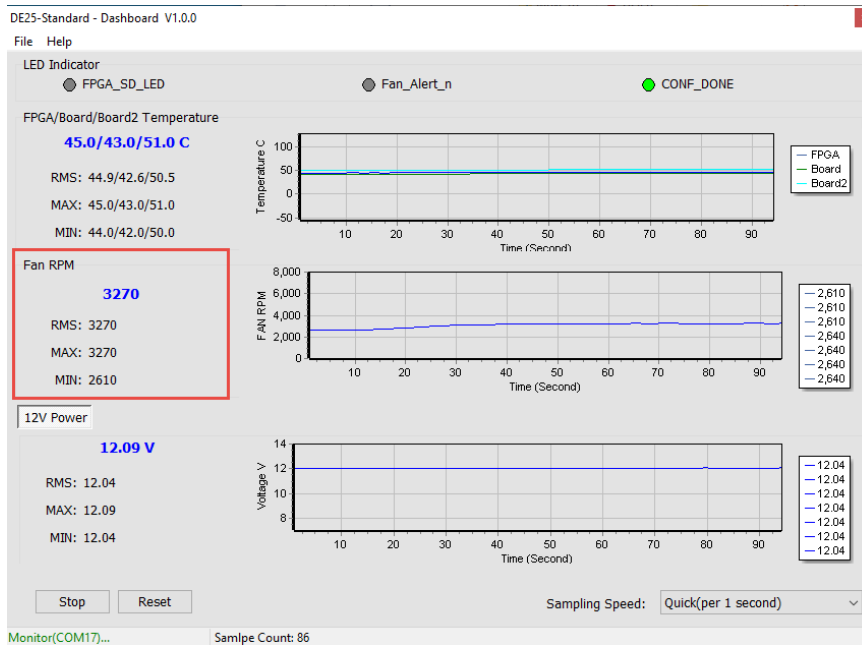 DE25-Standard - Dashboard V1.0.0
File Help
LED Indicator
FPGA_SD_LED Fan_Alert_n CONF_DONE
FPGA/Board/Board2 Temperature
45.0/43.0/51.0 C
RMS: 44.9/42.6/50.5
MAX: 45.0/43.0/51.0
MIN: 44.0/42.0/50.0
Temperature C
100
50
0
-50
10 20 30 40 50 60 70 80 90
Time (Second)
FPGA
Board
Board2
Fan RPM
3270
RMS: 3270
MAX: 3270
MIN: 2610
FAN RPM
8,000
6,000
4,000
2,000
0
10 20 30 40 50 60 70 80 90
Time (Second)
2,610
2,610
2,610
2,640
2,640
2,640
2,640
12V Power
12.09 V
RMS: 12.04
MAX: 12.09
MIN: 12.04
Voltage V
14
12
10
8
10 20 30 40 50 60 70 80 90
Time (Second)
12.04
12.04
12.04
12.04
12.04
12.04
12.04
Stop Reset Sampling Speed: Quick(per 1 second)
Monitor(COM17)... Samlpe Count: 86